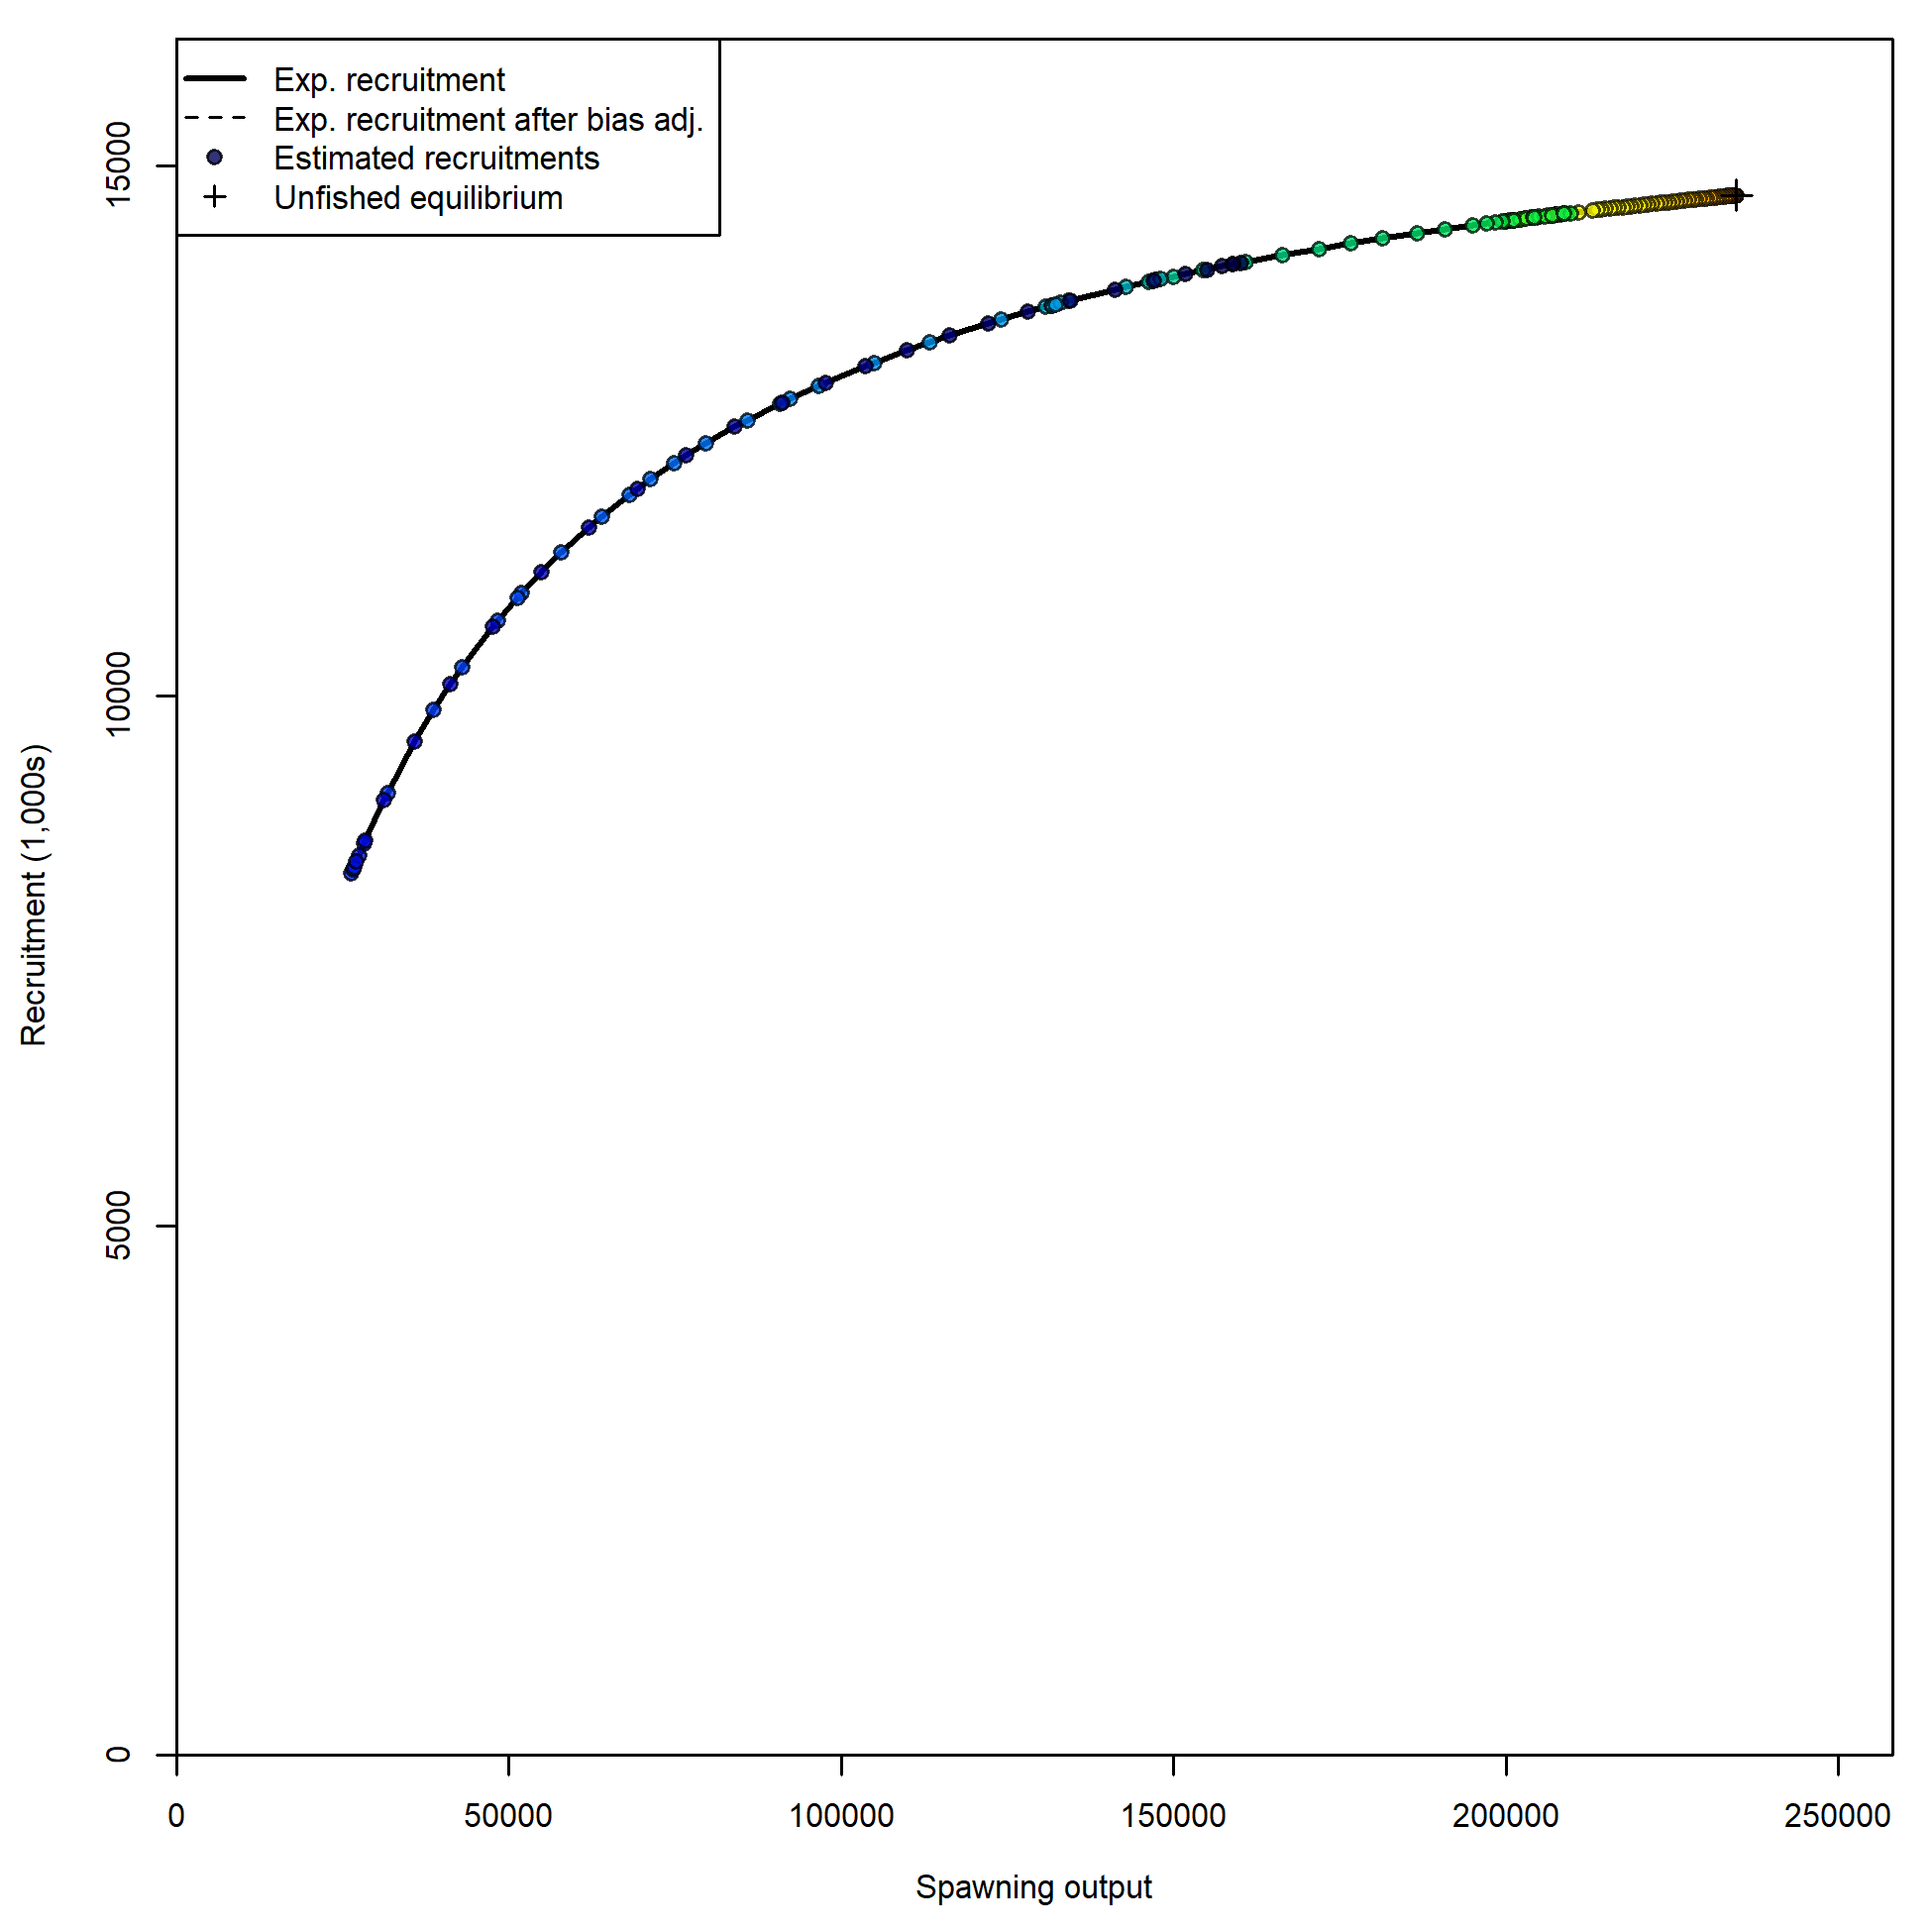 Exp. recruitment
Exp. recruitment after bias adj.
Estimated recruitments
Unfished equilibrium
15000
10000
5000
0
Recruitment (1,000s)
0 50000 100000 150000 200000 250000
Spawning output